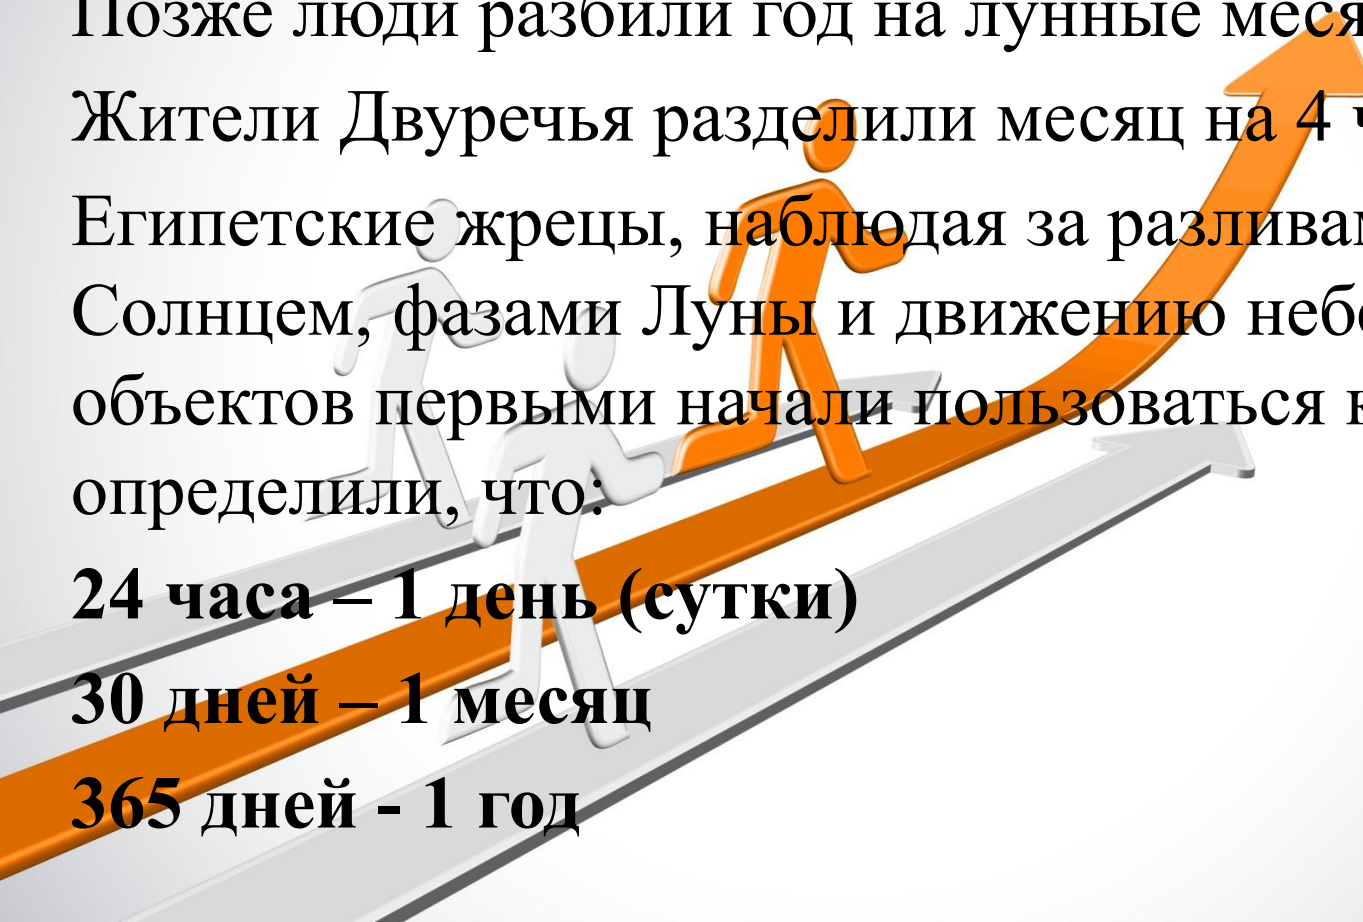 Позже люди разбили год на лунные меся
Жители Двуречья разделили месяц на 4
Египетские жрецы, наблюдая за разлива
Солнцем, фазами Луны и движению неб
объектов первыми начали пользоваться
определили, что:
24 часа – 1 день (сутки)
30 дней – 1 месяц
365 дней - 1 год